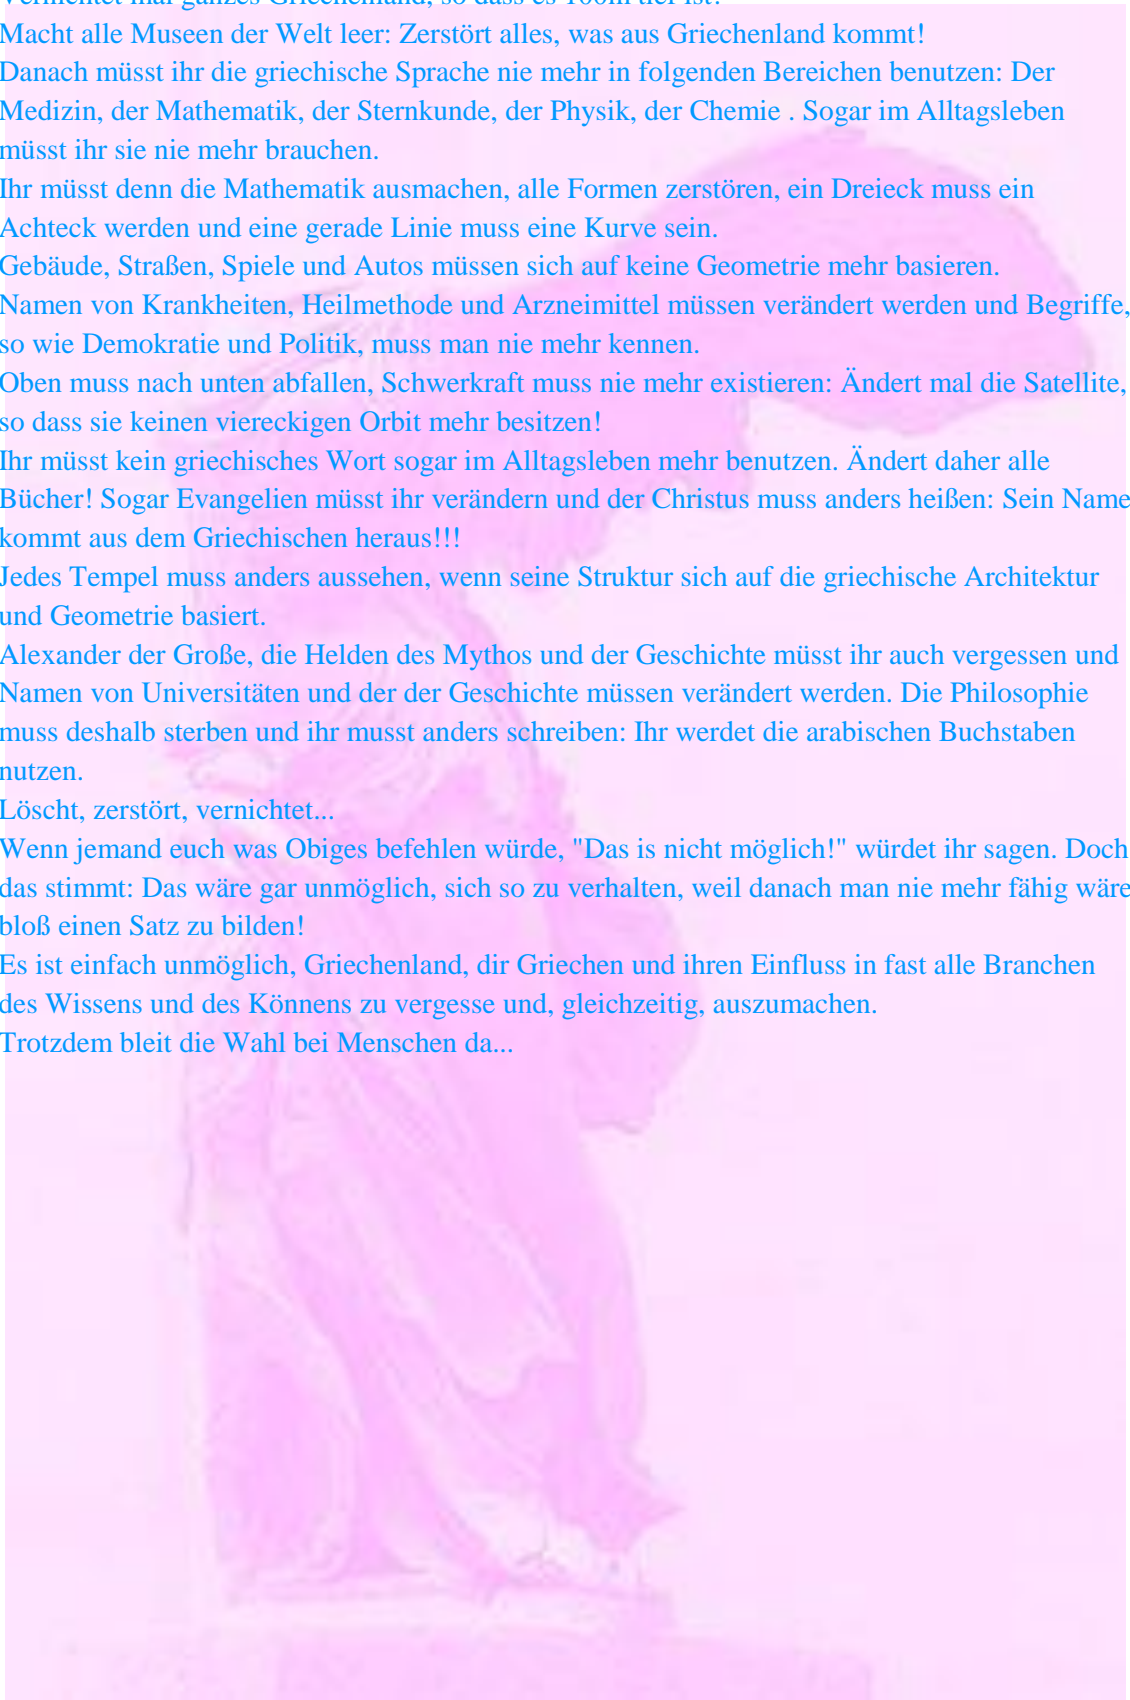 Vernichtet mal ganzes Griechenland, so dass es 100m tief ist!
Macht alle Museen der Welt leer: Zerstört alles, was aus Griechenland kommt!
Danach müsst ihr die griechische Sprache nie mehr in folgenden Bereichen benutzen: Der
Medizin, der Mathematik, der Sternkunde, der Physik, der Chemie . Sogar im Alltagsleben
müsst ihr sie nie mehr brauchen.
Ihr müsst denn die Mathematik ausmachen, alle Formen zerstören, ein Dreieck muss ein
Achteck werden und eine gerade Linie muss eine Kurve sein.
Gebäude, Straßen, Spiele und Autos müssen sich auf keine Geometrie mehr basieren.
Namen von Krankheiten, Heilmethode und Arzneimittel müssen verändert werden und Begriffe,
so wie Demokratie und Politik, muss man nie mehr kennen.
Oben muss nach unten abfallen, Schwerkraft muss nie mehr existieren: Ändert mal die Satellite,
so dass sie keinen viereckigen Orbit mehr besitzen!
Ihr müsst kein griechisches Wort sogar im Alltagsleben mehr benutzen. Ändert daher alle
Bücher! Sogar Evangelien müsst ihr verändern und der Christus muss anders heißen: Sein Name
kommt aus dem Griechischen heraus!!!
Jedes Tempel muss anders aussehen, wenn seine Struktur sich auf die griechische Architektur
und Geometrie basiert.
Alexander der Große, die Helden des Mythos und der Geschichte müsst ihr auch vergessen und
Namen von Universitäten und der der Geschichte müssen verändert werden. Die Philosophie
muss deshalb sterben und ihr musst anders schreiben: Ihr werdet die arabischen Buchstaben
nutzen.
Löscht, zerstört, vernichtet...
Wenn jemand euch was Obiges befehlen würde, "Das is nicht möglich!" würdet ihr sagen. Doch
das stimmt: Das wäre gar unmöglich, sich so zu verhalten, weil danach man nie mehr fähig wäre
bloß einen Satz zu bilden!
Es ist einfach unmöglich, Griechenland, dir Griechen und ihren Einfluss in fast alle Branchen
des Wissens und des Könnens zu vergesse und, gleichzeitig, auszumachen.
Trotzdem bleit die Wahl bei Menschen da...